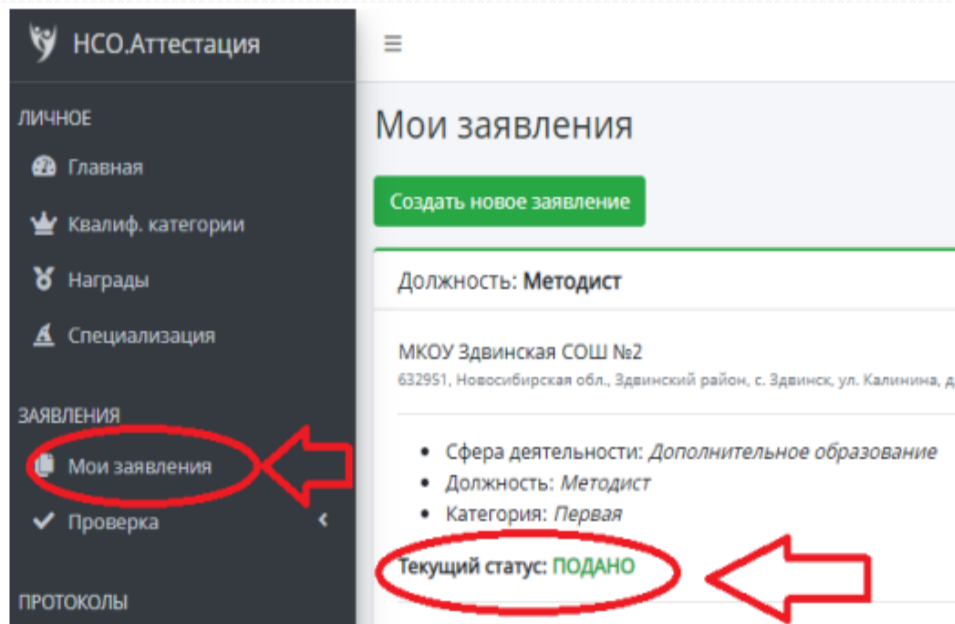 НСО.Аттестация
ЛИЧНОЕ
Главная
Квалиф. категории
Награды
Специализация
ЗАЯВЛЕНИЯ
Мои заявления
Проверка
ПРОТОКОЛЫ
Мои заявления
Создать новое заявление
Должность: Методист
МКОУ Здвинская СОШ №2
632951, Новосибирская обл., Здвинский район, с. Здвинск, ул. Калинина, д
Сфера деятельности: Дополнительное образование
Должность: Методист
Категория: Первая
Текущий статус: ПОДАНО